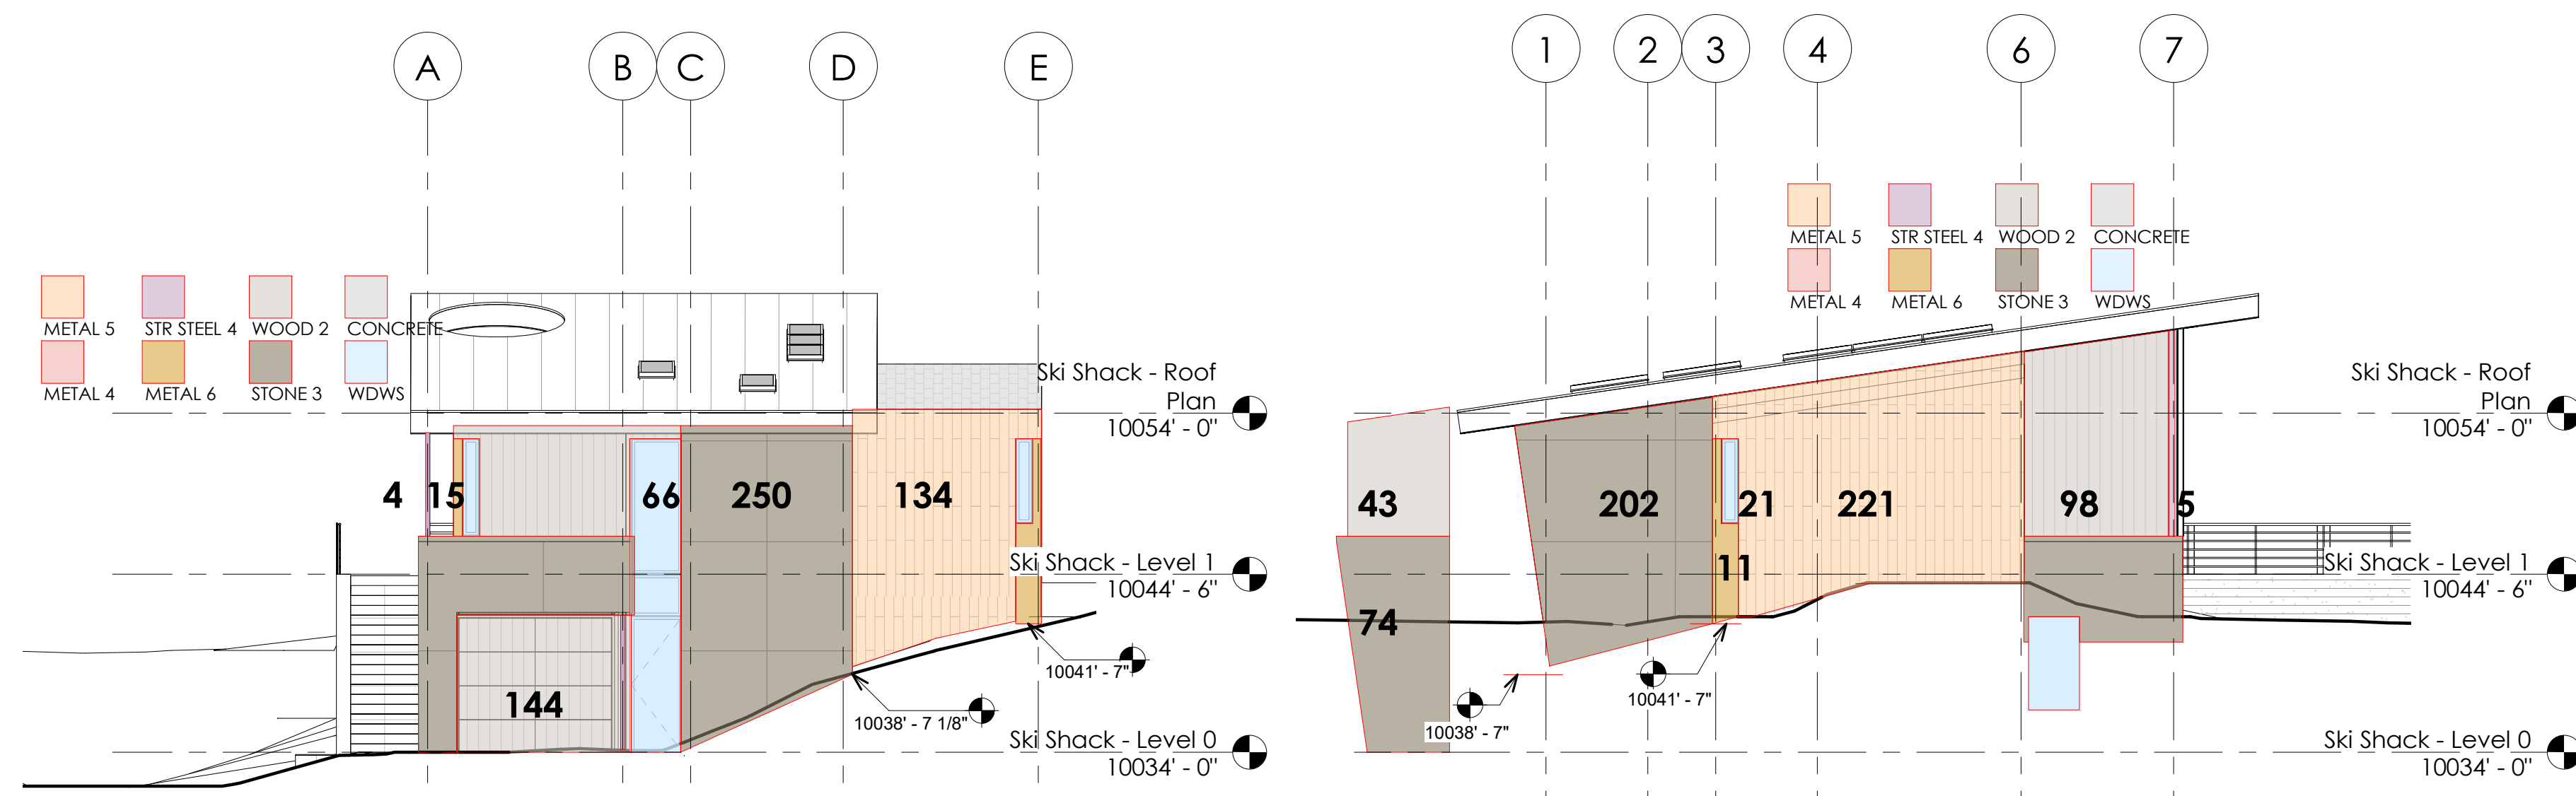 A B C D E
METAL 5 STR STEEL 4 WOOD 2 CONCRETE
METAL 4 METAL 6 STONE 3 WDWS
Ski Shack - Roof
Plan
10054' - 0"
4 15 66 250 134
Ski Shack - Level 1
10044' - 6"
10041' - 7"
144
10038' - 7 1/8"
Ski Shack - Level 0
10034' - 0"
1 2 3 4 6 7
METAL 5 STR STEEL 4 WOOD 2 CONCRETE
METAL 4 METAL 6 STONE 3 WDWS
Ski Shack - Roof
Plan
10054' - 0"
43 202 21 221 98 5
11
Ski Shack - Level 1
10044' - 6"
74
10041' - 7"
10038' - 7"
Ski Shack - Level 0
10034' - 0"